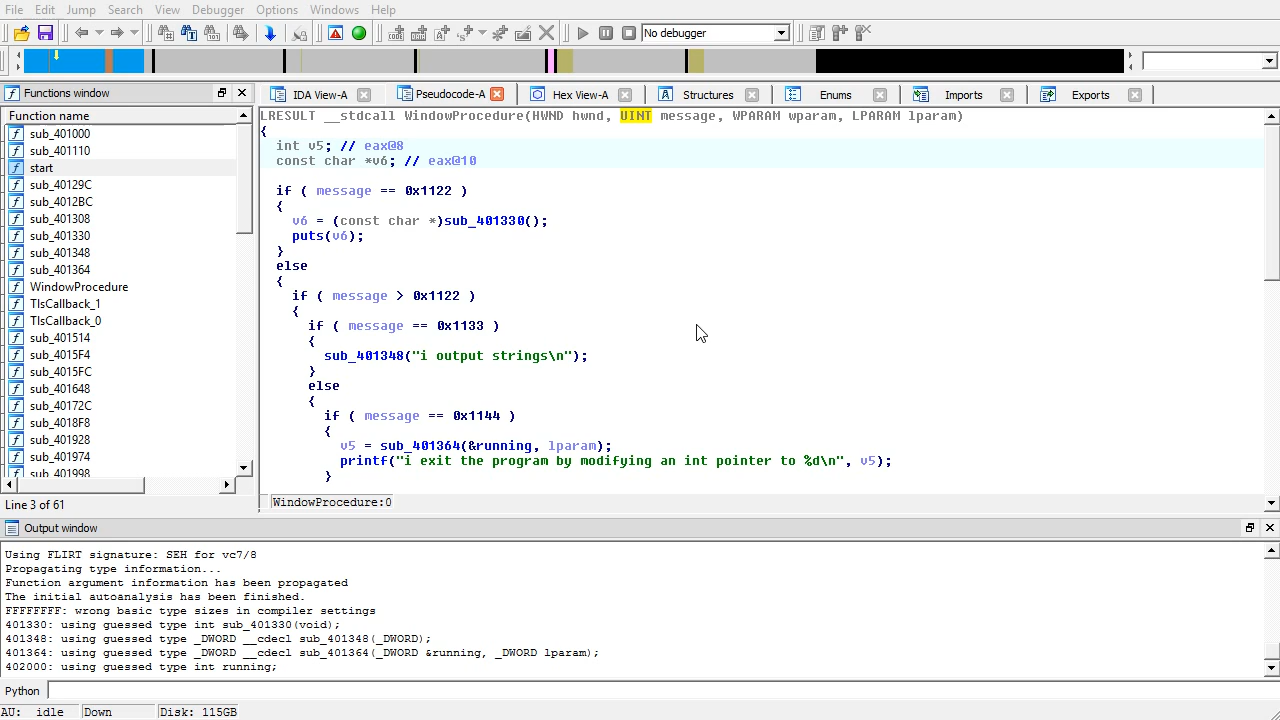 File Edit Jump Search View Debugger Options Windows Help
No debugger
Functions window
Function name
sub_401000
sub_401110
start
sub_40129C
sub_4012BC
sub_401308
sub_401330
sub_401348
sub_401364
WindowProcedure
TlsCallback_1
TlsCallback_0
sub_401514
sub_4015F4
sub_4015FC
sub_401648
sub_40172C
sub_4018F8
sub_401928
sub_401974
sub_401998
Line 3 of 61
IDA View-A Pseudocode-A Hex View-A Structures Enums Imports Exports
LRESULT __stdcall WindowProcedure(HWND hwnd, UINT message, WPARAM wparam, LPARAM lparam)
{
int v5; // eax@8
const char *v6; // eax@10
if ( message == 0x1122 )
{
v6 = (const char *)sub_401330();
puts(v6);
}
else
{
if ( message > 0x1122 )
{
if ( message == 0x1133 )
{
sub_401348("i output strings\n");
}
else
{
if ( message == 0x1144 )
{
v5 = sub_401364(&running, lparam);
printf("i exit the program by modifying an int pointer to %d\n", v5);
}
WindowProcedure:0
Output window
Using FLIRT signature: SEH for vc7/8
Propagating type information...
Function argument information has been propagated
The initial autoanalysis has been finished.
FFFFFFFF: wrong basic type sizes in compiler settings
401330: using guessed type int sub_401330(void);
401348: using guessed type _DWORD __cdecl sub_401348(_DWORD);
401364: using guessed type _DWORD __cdecl sub_401364(_DWORD &running, _DWORD lparam);
402000: using guessed type int running;
Python
AU: idle Down Disk: 115GB